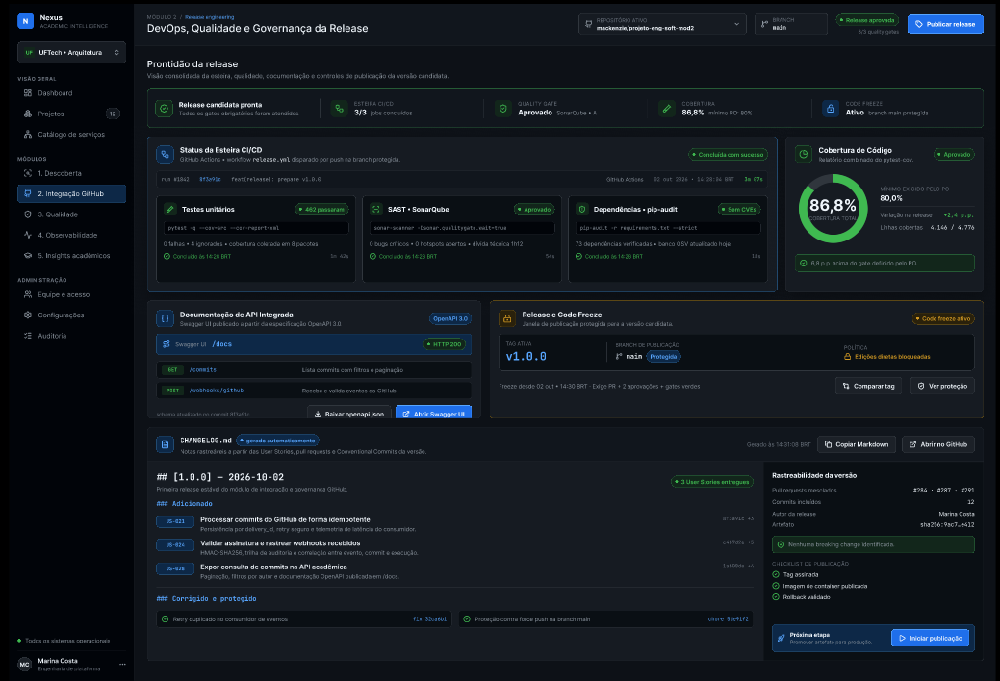 N
Nexus
ACADEMIC INTELLIGENCE
UF UFTech • Arquitetura
VISÃO GERAL
Dashboard
Projetos 12
Catálogo de serviços
MÓDULOS
1. Descoberta
2. Integração GitHub
3. Qualidade
4. Observabilidade
5. Insights acadêmicos
ADMINISTRAÇÃO
Equipe e acesso
Configurações
Auditoria
Todos os sistemas operacionais
MC Marina Costa
Engenharia de plataforma
MÓDULO 2 / Release engineering
DevOps, Qualidade e Governança da Release
REPOSITÓRIO ATIVO
mackenzie/projeto-eng-soft-mod2
BRANCH
main
Release aprovada
3/3 quality gates
Publicar release
Prontidão da release
Visão consolidada da esteira, qualidade, documentação e controles de publicação da versão candidata.
Release candidata pronta
Todos os gates obrigatórios foram atendidos.
ESTEIRA CI/CD
3/3 jobs concluídos
QUALITY GATE
Aprovado SonarQube • A
COBERTURA
86,8% mínimo PO: 80%
CODE FREEZE
Ativo branch main protegida
Status da Esteira CI/CD
GitHub Actions • workflow release.yml disparado por push na branch protegida.
Concluída com sucesso
run #1842 8f3a91c feat(release): prepare v1.0.0
GitHub Actions 02 out 2026 • 14:28:04 BRT 3m 07s
Testes unitários
462 passaram
pytest -q --cov=src --cov-report=xml
0 falhas • 4 ignorados • cobertura coletada em 8 pacotes
Concluído às 14:29 BRT 1m 42s
SAST • SonarQube
Aprovado
sonar-scanner -Dsonar.qualitygate.wait=true
0 bugs críticos • 0 hotspots abertos • dívida técnica 1h12
Concluído às 14:29 BRT 54s
Dependências • pip-audit
Sem CVEs
pip-audit -r requirements.txt --strict
73 dependências verificadas • banco OSV atualizado hoje
Concluído às 14:28 BRT 18s
Cobertura de Código
Relatório combinado do pytest-cov.
Aprovado
86,8%
COBERTURA TOTAL
MÍNIMO EXIGIDO PELO PO
80,0%
Variação na release +2,4 p.p.
Linhas cobertas 4.146 / 4.776
6,8 p.p. acima do gate definido pelo PO.
Documentação de API Integrada
Swagger UI publicado a partir da especificação OpenAPI 3.0
OpenAPI 3.0
Swagger UI /docs HTTP 200
GET /commits Lista commits com filtros e paginação
POST /webhooks/github Recebe e valida eventos do GitHub
schema atualizado no commit 8f3a91c
Baixar openapi.json
Abrir Swagger UI
Release e Code Freeze
Janela de publicação protegida para a versão candidata.
Code freeze ativo
TAG ATIVA
v1.0.0
BRANCH DE PUBLICAÇÃO
main Protegida
POLÍTICA
Edições diretas bloqueadas
Freeze desde 02 out • 14:30 BRT · Exige PR + 2 aprovações + gates verdes
Comparar tag
Ver proteção
CHANGELOG.md gerado automaticamente
Notas rastreáveis a partir das User Stories, pull requests e Conventional Commits da versão.
Gerado às 14:31:08 BRT
Copiar Markdown
Abrir no GitHub
## [1.0.0] — 2026-10-02
Primeira release estável do módulo de integração e governança GitHub.
3 User Stories entregues
### Adicionado
US-021 Processar commits do GitHub de forma idempotente
Persistência por delivery_id, retry seguro e telemetria de latência do consumidor.
8f3a91c +3
US-024 Validar assinatura e rastrear webhooks recebidos
HMAC-SHA256, trilha de auditoria e correlação entre evento, commit e execução.
US-028 Expor consulta de commits na API acadêmica
Paginação, filtros por autor e documentação OpenAPI publicada em /docs.
### Corrigido e protegido
Retry duplicado no consumidor de eventos
Proteção contra force push na branch main
Rastreabilidade da versão
Pull requests mesclados #284 · #287 · #291
Commits incluídos 12
Autor da release Marina Costa
Artefato sha256:9ac7…e412
Nenhuma breaking change identificada.
CHECKLIST DE PUBLICAÇÃO
Tag assinada
Imagem de container publicada
Rollback validado
Próxima etapa
Promover artefato para produção.
Iniciar publicação